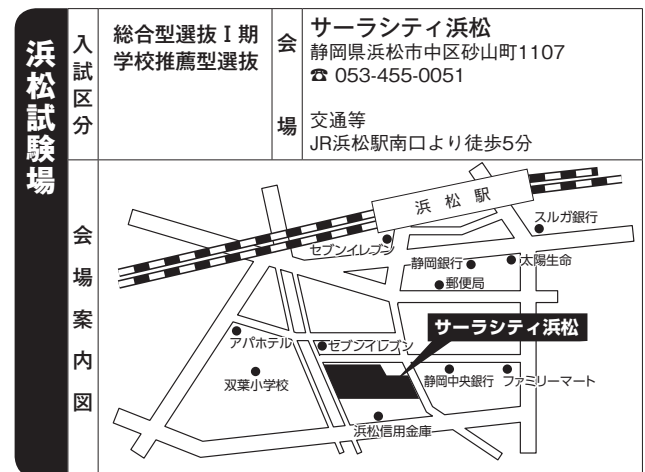 浜松試験場
入試区分
総合型選抜Ⅰ期
学校推薦型選抜
会場
サーラシティ浜松
静岡県浜松市中区砂山町1107
☎ 053-455-0051
交通等
JR浜松駅南口より徒歩5分
会場案内図
浜松駅
スルガ銀行
セブンイレブン
静岡銀行
太陽生命
郵便局
サーラシティ浜松
アパホテル
セブンイレブン
双葉小学校
静岡中央銀行
ファミリーマート
浜松信用金庫